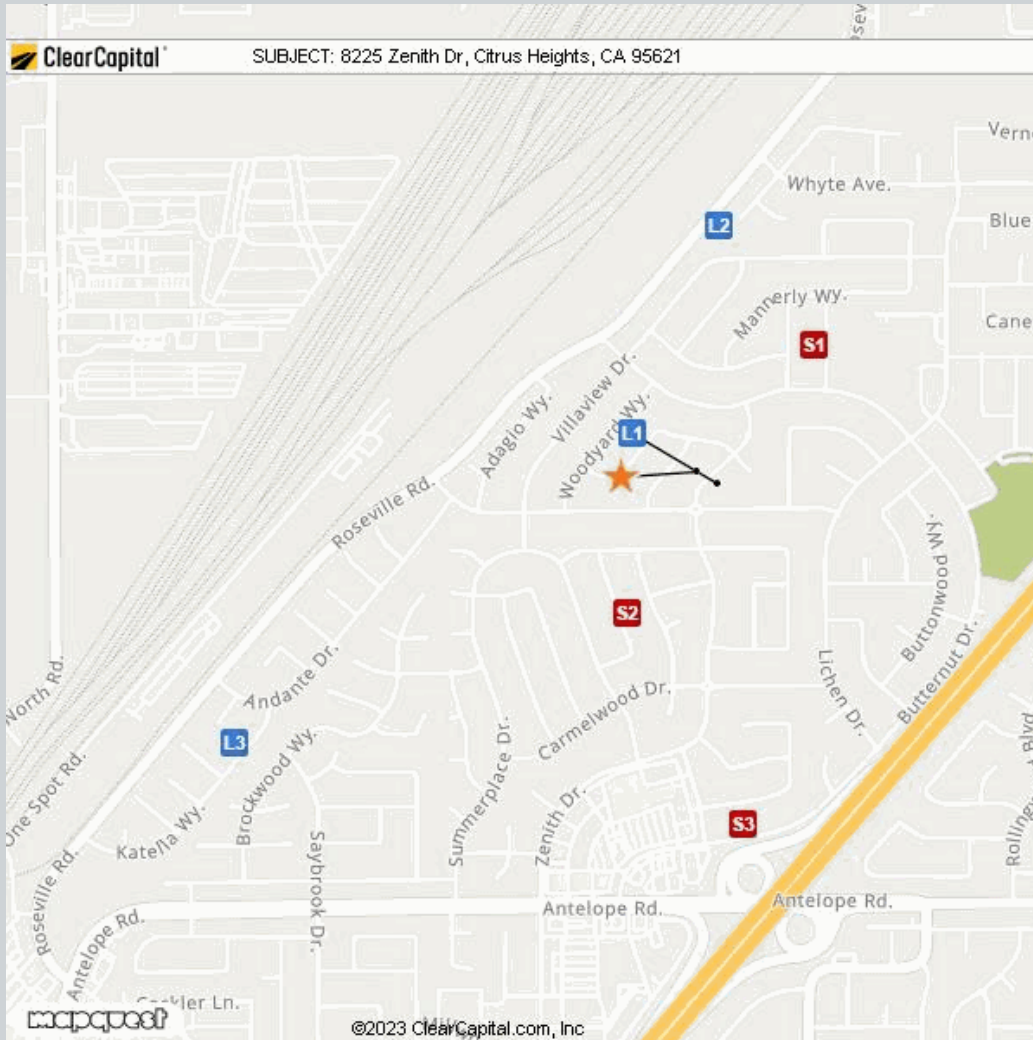 ClearCapital
SUBJECT: 8225 Zenith Dr, Citrus Heights, CA 95621
Whyte Ave.
Blue
L2
Mannerly Wy.
Cane
S1
Villaview Dr.
Adagio Wy.
Woodyard Wy.
L1
Roseville Rd.
Buttonwood Wy.
S2
Butternut Dr.
Lichen Dr.
Andante Dr.
North Rd.
Carmelwood Dr.
L3
Brockwood Wy.
Summerplace Dr.
One Spot Rd.
Zenith Dr.
S3
Katella Wy.
Saybrook Dr.
Roseville Rd.
Antelope Rd.
Antelope Rd.
Antelope Rd.
mapquest
©2023 ClearCapital.com, Inc